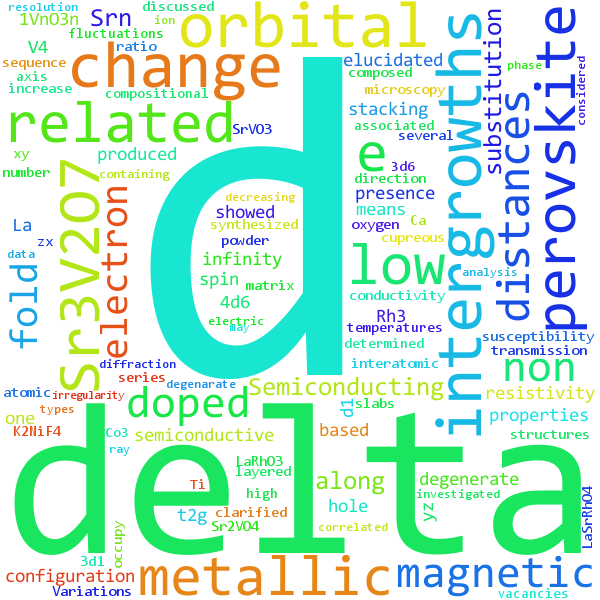 resolution ion discussed
1VnO3n Srn orbital
V4 fluctuations
sequence ratio change elucidated
axis composed phase
increase compositional microscopy
related SrVO3 stacking
xy produced e associated several
number 3d6
containing direction
decreasing presence
La showed means
synthesized oxygen Ca
zx powder cupreous
Sr3V2O7 electron infinity low
data spin matrix analysis
fold 4d6 conductivity
electric Rh3
may temperatures
determined
d
intergrowths
substitution
distances
perovskite
considered
susceptibility
transmission
diffraction interatomic non
atomic irregularity series degenarate Semiconducting
types doped d1 slabs resistivity
one properties
K2NiF4 Co3 semiconductive based structures
ray LaRhO3 along
layered degenerate
Ti high hole investigated
t2g clarified yz
Sr2VO4 correlated
occupy LaSrRhO4
delta
3d1
configuration metallic magnetic
Variations vacancies